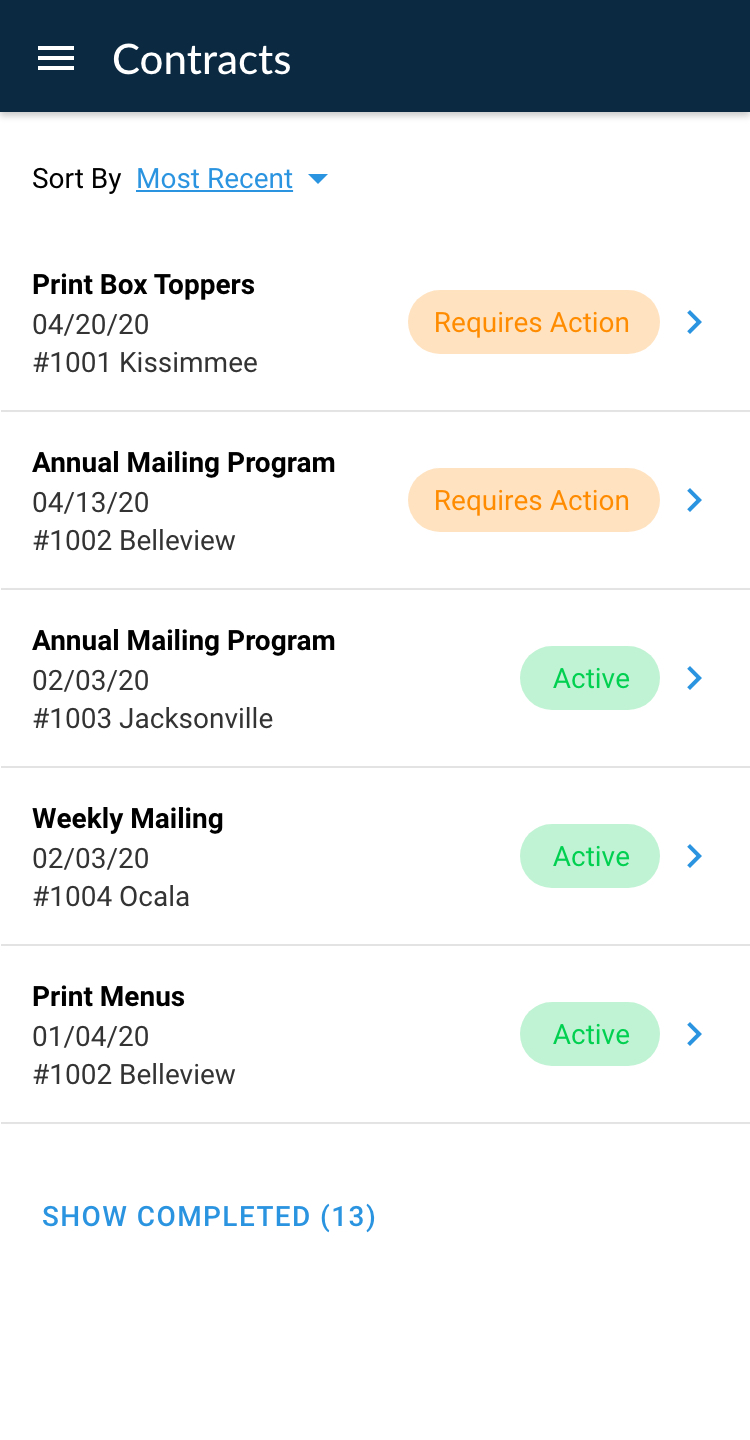 Contracts
Sort By Most Recent
Print Box Toppers
04/20/20
Requires Action
#1001 Kissimmee
Annual Mailing Program
04/13/20
Requires Action
#1002 Belleview
Annual Mailing Program
02/03/20
Active
#1003 Jacksonville
Weekly Mailing
02/03/20
Active
#1004 Ocala
Print Menus
01/04/20
Active
#1002 Belleview
SHOW COMPLETED (13)